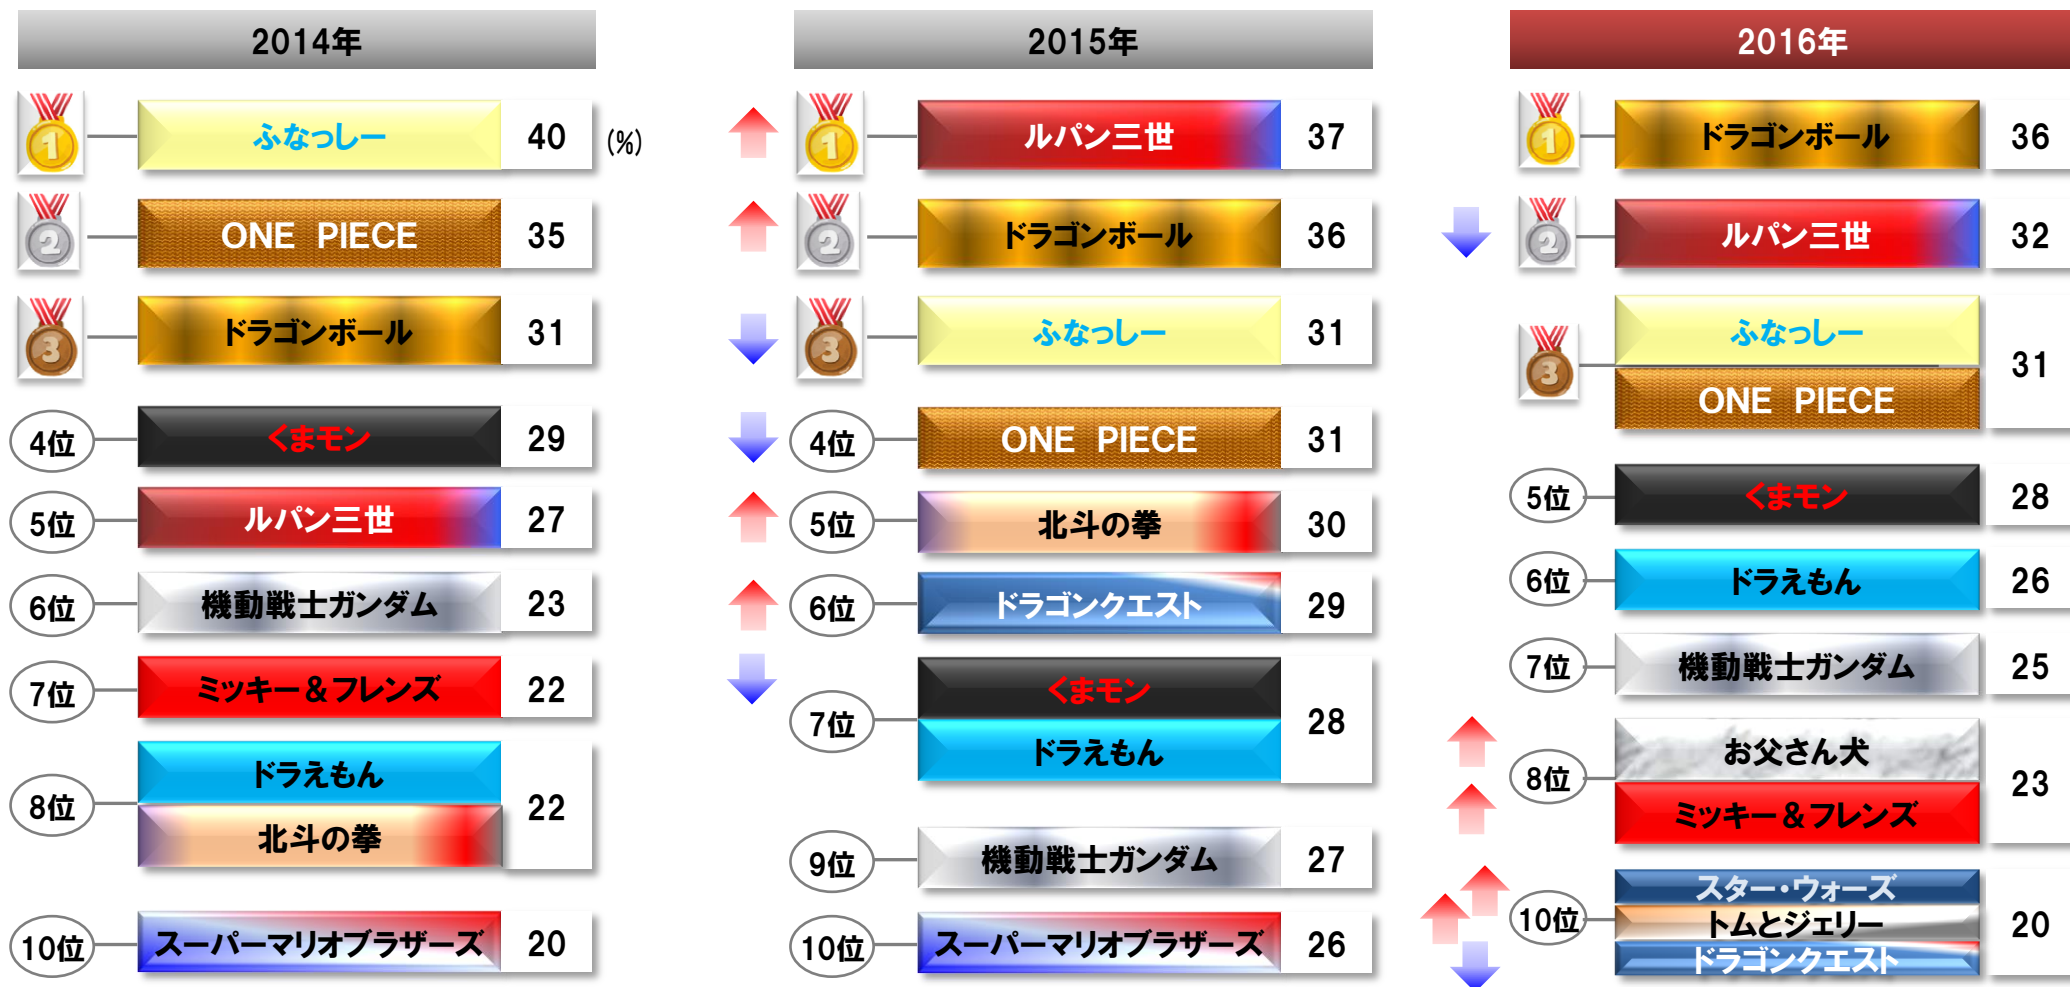 2014年
1
ふなっしー
40
(%)
2
ONE PIECE
35
3
ドラゴンボール
31
4位
くまモン
29
5位
ルパン三世
27
6位
機動戦士ガンダム
23
7位
ミッキー＆フレンズ
22
8位
ドラえもん
北斗の拳
22
10位
スーパーマリオブラザーズ
20
2015年
1
ルパン三世
37
2
ドラゴンボール
36
3
ふなっしー
31
4位
ONE PIECE
31
5位
北斗の拳
30
6位
ドラゴンクエスト
29
7位
くまモン
ドラえもん
28
9位
機動戦士ガンダム
27
10位
スーパーマリオブラザーズ
26
2016年
1
ドラゴンボール
36
2
ルパン三世
32
3
ふなっしー
ONE PIECE
31
5位
くまモン
28
6位
ドラえもん
26
7位
機動戦士ガンダム
25
8位
お父さん犬
ミッキー＆フレンズ
23
10位
スター・ウォーズ
トムとジェリー
ドラゴンクエスト
20